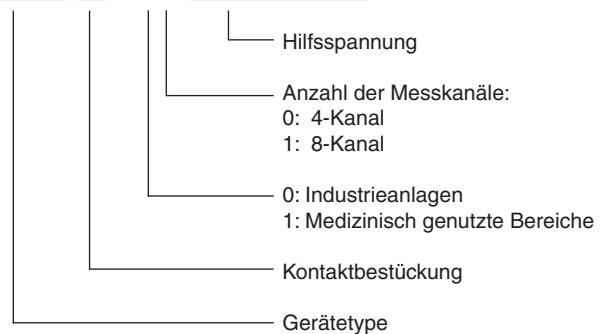 Hilfsspannung
Anzahl der Messkanäle:
0: 4-Kanal
1: 8-Kanal
0: Industrieanlagen
1: Medizinisch genutzte Bereiche
Kontaktbestückung
Gerätetype